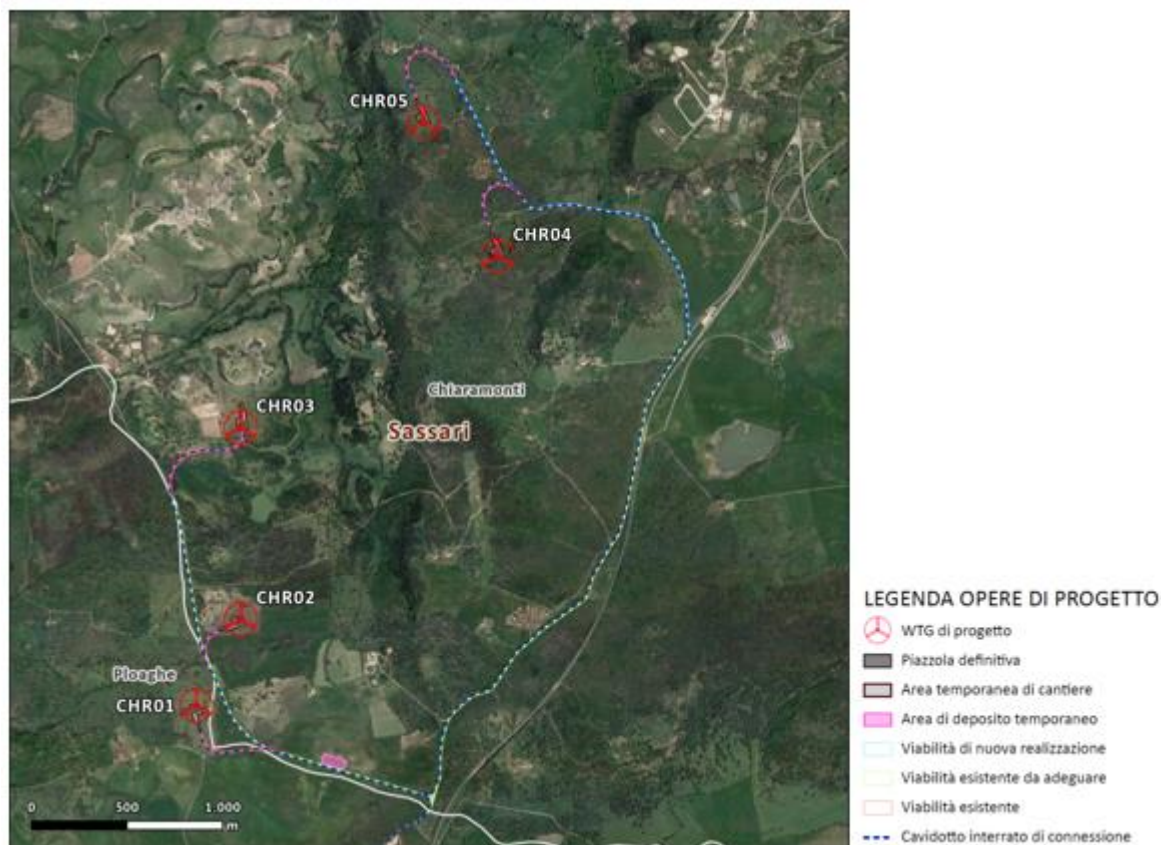 CHR05
CHR04
Chiaramonti
CHR03
Sassari
CHR02
Ploaghe
CHR01
0 500 1.000
m
LEGENDA OPERE DI PROGETTO
WTG di progetto
Piazzola definitiva
Area temporanea di cantiere
Area di deposito temporaneo
Viabilità di nuova realizzazione
Viabilità esistente da adeguare
Viabilità esistente
Cavidotto interrato di connessione